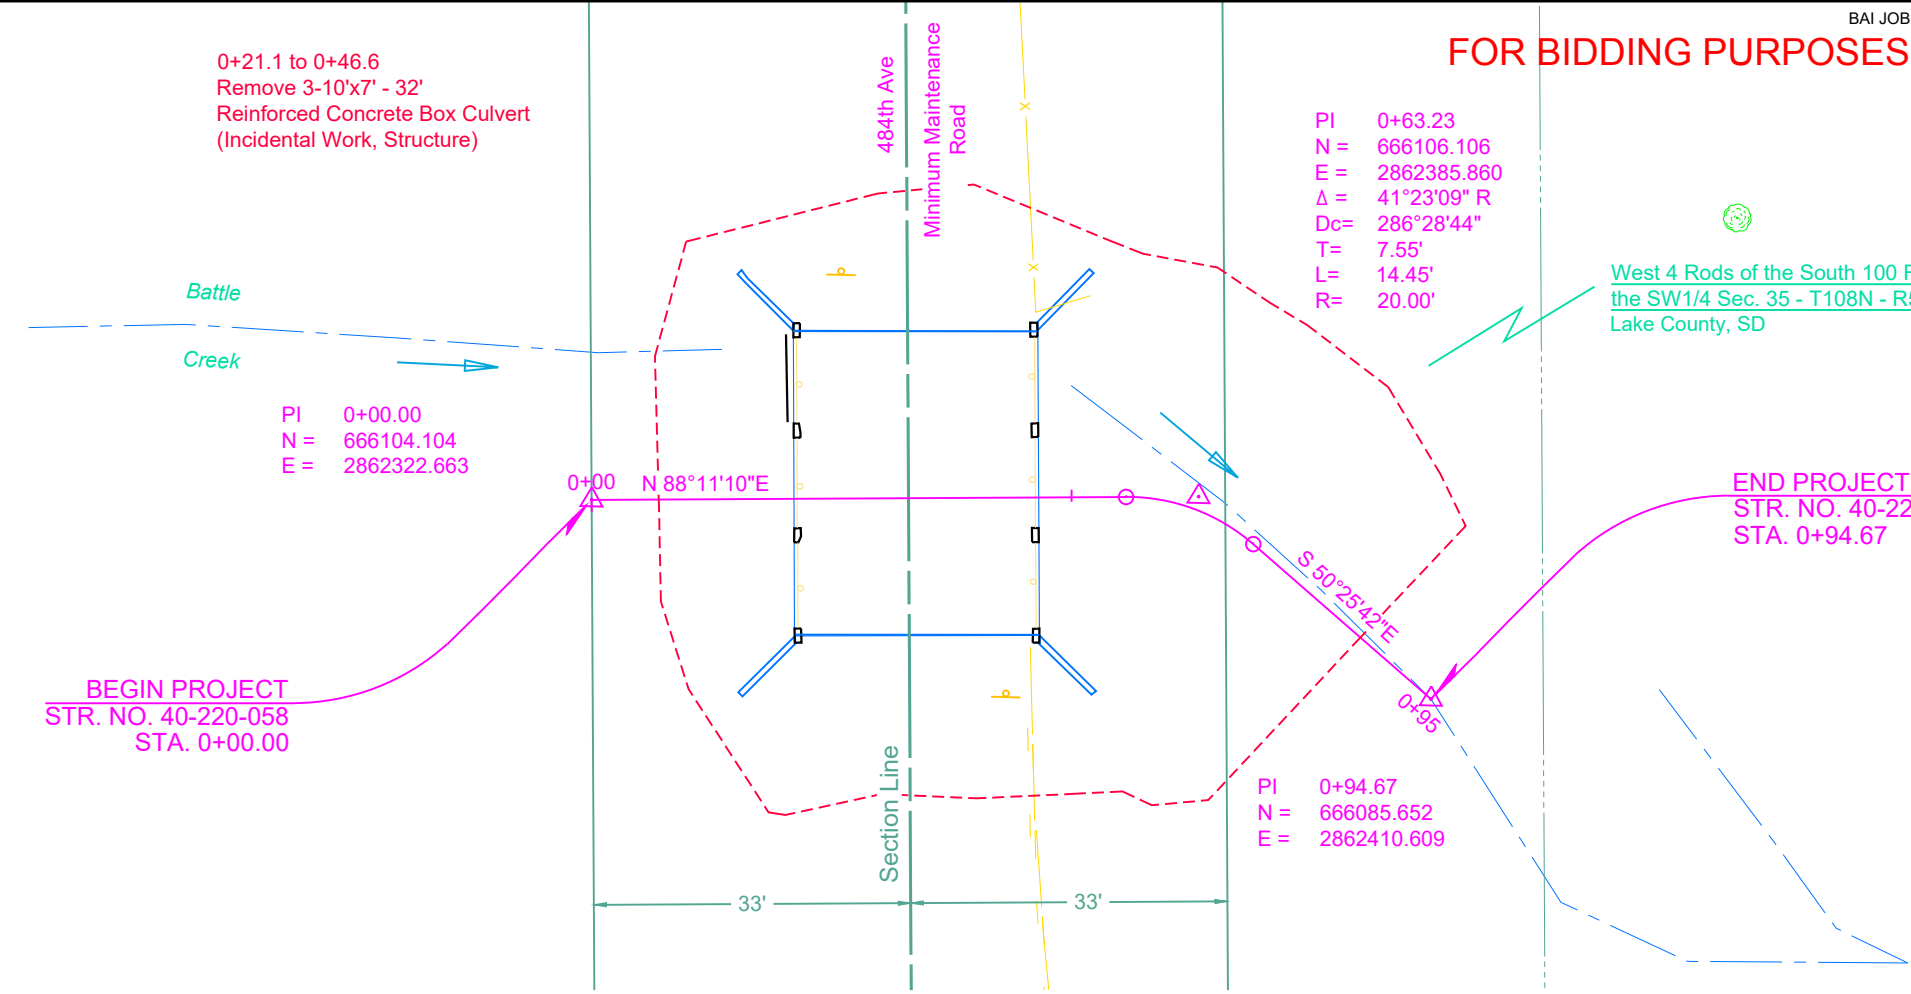 BAI JOB
FOR BIDDING PURPOSES
0+21.1 to 0+46.6
Remove 3-10'x7' - 32'
Reinforced Concrete Box Culvert
(Incidental Work, Structure)
484th Ave
Minimum Maintenance
Road
X
X
PI 0+63.23
N = 666106.106
E = 2862385.860
Δ = 41°23'09" R
Dc= 286°28'44"
T= 7.55'
L= 14.45'
R= 20.00'
West 4 Rods of the South 100
the SW1/4 Sec. 35 - T108N -
Lake County, SD
Battle
Creek
PI 0+00.00
N = 666104.104
E = 2862322.663
0+00
N 88°11'10"E
S 50°25'42"E
0+95
END PROJECT
STR. NO. 40-22
STA. 0+94.67
BEGIN PROJECT
STR. NO. 40-220-058
STA. 0+00.00
Section Line
PI 0+94.67
N = 666085.652
E = 2862410.609
33'
33'